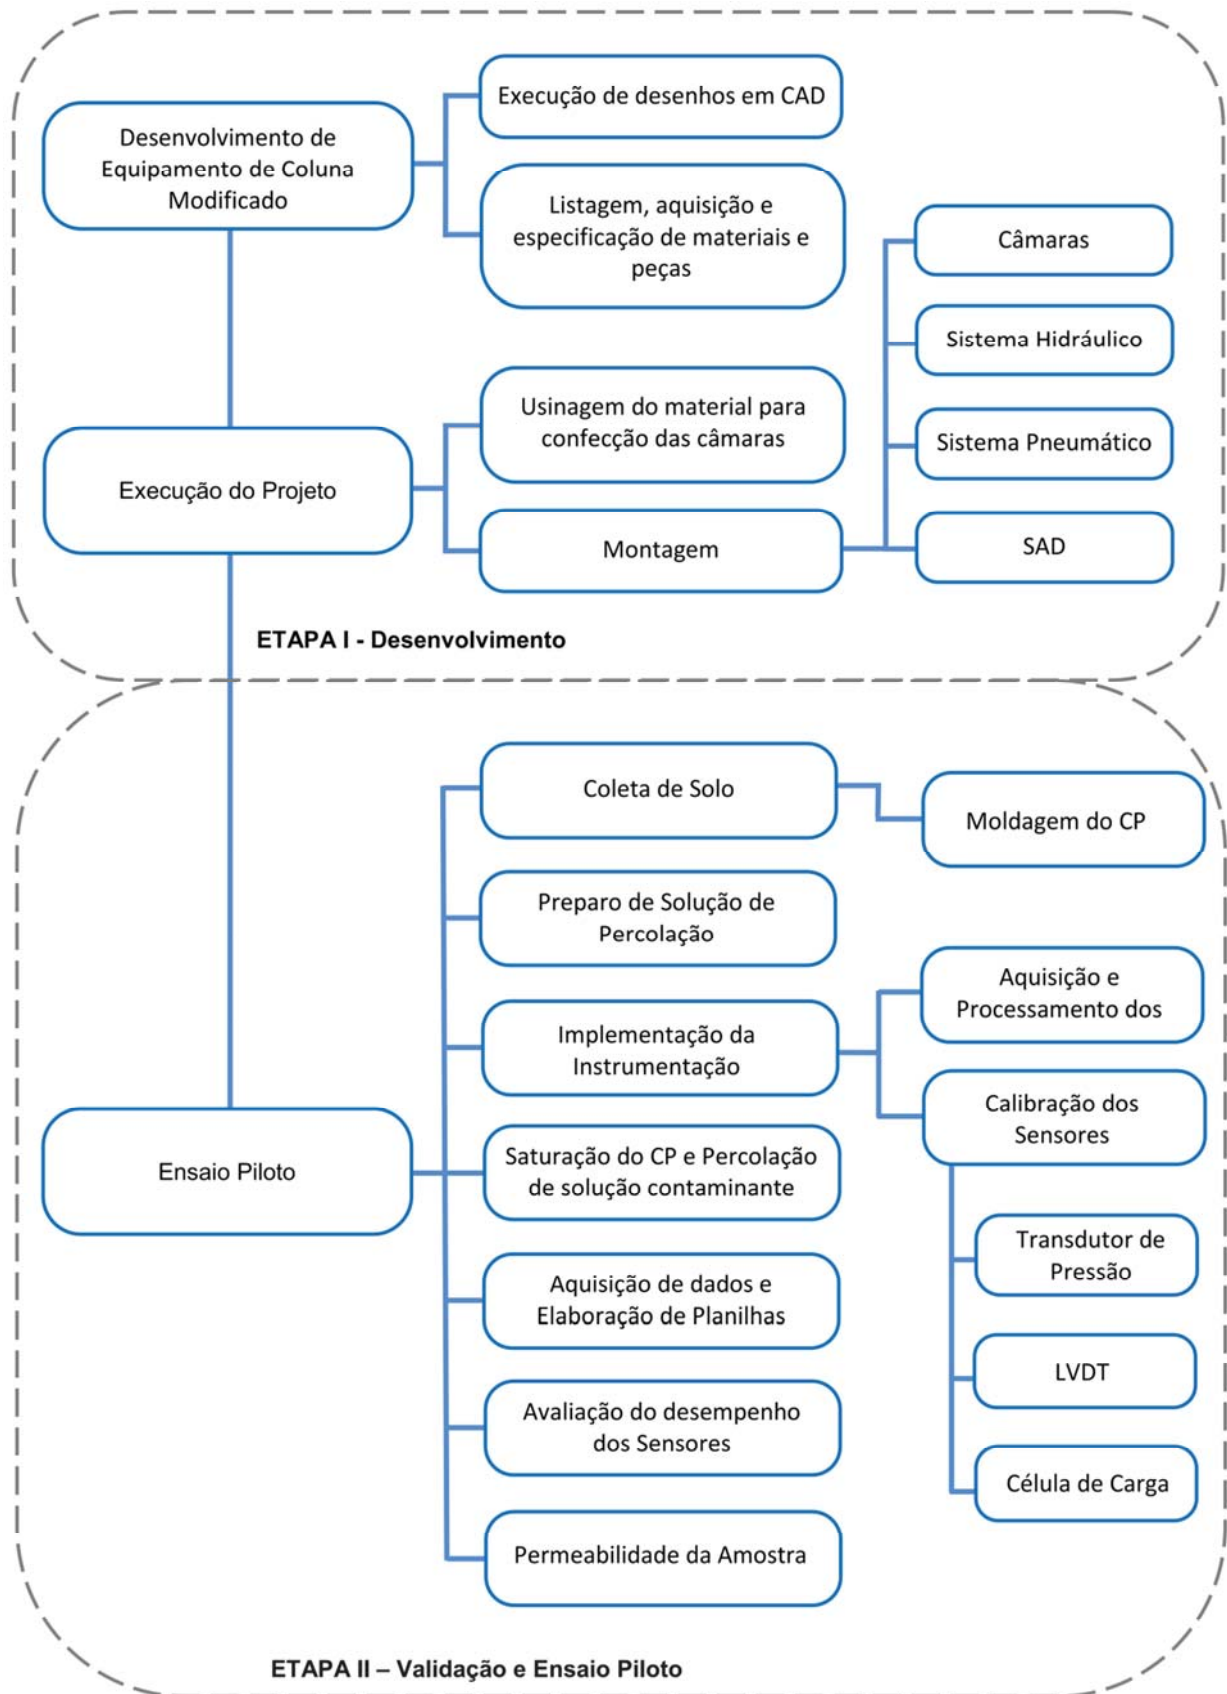 Desenvolvimento de
Equipamento de Coluna
Modificado
Execução de desenhos em CAD
Listagem, aquisição e
especificação de materiais e
peças
Execução do Projeto
Usinagem do material para
confecção das câmaras
Montagem
Câmaras
Sistema Hidráulico
Sistema Pneumático
SAD
ETAPA I - Desenvolvimento
Ensaio Piloto
Coleta de Solo
Moldagem do CP
Preparo de Solução de
Percolação
Implementação da
Instrumentação
Aquisição e
Processamento dos
Calibração dos
Sensores
Transdutor de
Pressão
LVDT
Célula de Carga
Saturação do CP e Percolação
de solução contaminante
Aquisição de dados e
Elaboração de Planilhas
Avaliação do desempenho
dos Sensores
Permeabilidade da Amostra
ETAPA II – Validação e Ensaio Piloto